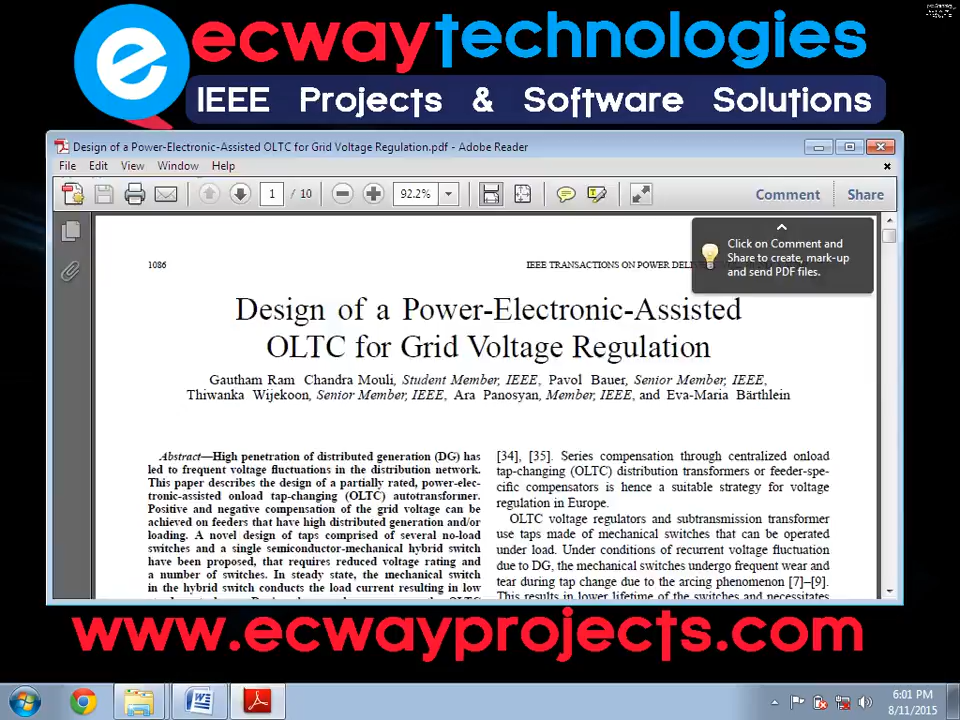 ecwaytechnologies
IEEE Projects & Software Solutions
Design of a Power-Electronic-Assisted OLTC for Grid Voltage Regulation.pdf - Adobe Reader
File Edit View Window Help
1 / 10 92.2% Comment Share
Click on Comment and
Share to create, mark-up
and send PDF files.
1086 IEEE TRANSACTIONS ON POWER
Design of a Power-Electronic-Assisted
OLTC for Grid Voltage Regulation
Gautham Ram Chandra Mouli, Student Member, IEEE, Pavol Bauer, Senior Member, IEEE,
Thiwanka Wijekoon, Senior Member, IEEE, Ara Panosyan, Member, IEEE, and Eva-Maria Bärthlein
Abstract—High penetration of distributed generation (DG) has
led to frequent voltage fluctuations in the distribution network.
This paper describes the design of a partially rated, power-elec-
tronic-assisted onload tap-changing (OLTC) autotransformer.
Positive and negative compensation of the grid voltage can be
achieved on feeders that have high distributed generation and/or
loading. A novel design of taps comprised of several no-load
switches and a single semiconductor-mechanical hybrid switch
have been proposed, that requires reduced voltage rating and
a number of switches. In steady state, the mechanical switch
in the hybrid switch conducts the load current resulting in low
[34], [35]. Series compensation through centralized onload
tap-changing (OLTC) distribution transformers or feeder-spe-
cific compensators is hence a suitable strategy for voltage
regulation in Europe.
OLTC voltage regulators and subtransmission transformer
use taps made of mechanical switches that can be operated
under load. Under conditions of recurrent voltage fluctuation
due to DG, the mechanical switches undergo frequent wear and
tear during tap change due to the arcing phenomenon [7]–[9].
This results in lower lifetime of the switches and necessitates
www.ecwayprojects.com
6:01 PM
8/11/2015